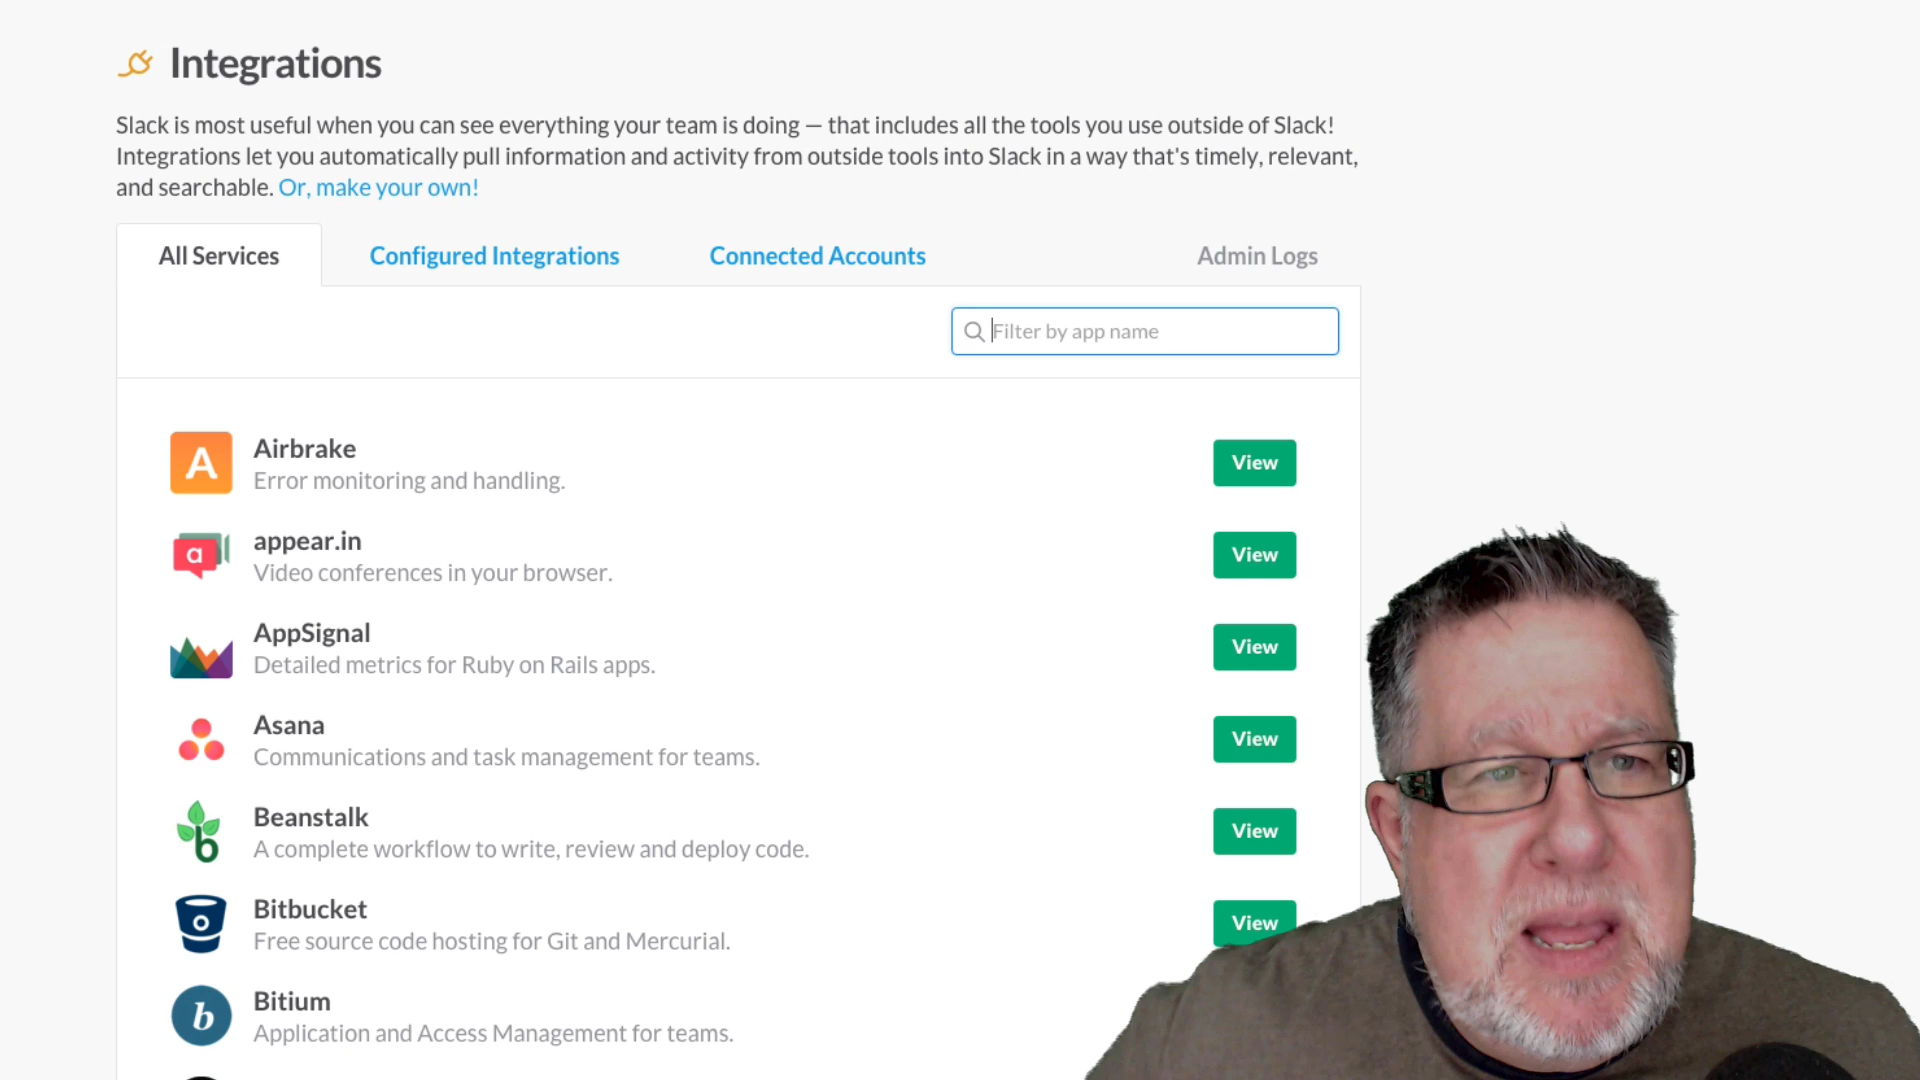 Integrations
Slack is most useful when you can see everything your team is doing — that includes all the tools you use outside of Slack!
Integrations let you automatically pull information and activity from outside tools into Slack in a way that's timely, relevant,
and searchable. Or, make your own!
All Services
Configured Integrations
Connected Accounts
Admin Logs
Filter by app name
A
Airbrake
Error monitoring and handling.
View
a
appear.in
Video conferences in your browser.
View
AppSignal
Detailed metrics for Ruby on Rails apps.
View
Asana
Communications and task management for teams.
View
b
Beanstalk
A complete workflow to write, review and deploy code.
View
Bitbucket
Free source code hosting for Git and Mercurial.
View
b
Bitium
Application and Access Management for teams.